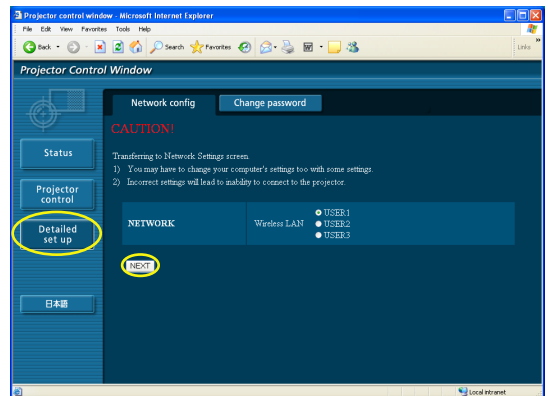 Projector control window - Microsoft Internet Explorer
File Edit View Favorites Tools Help
Back Search Favorites Links »
Projector Control Window
Network config Change password
CAUTION!
Status
Transferring to Network Settings screen.
1) You may have to change your computer's settings too with some settings.
2) Incorrect settings will lead to inability to connect to the projector.
Projector
control
NETWORK Wireless LAN USER1
USER2
USER3
Detailed
set up
NEXT
日本語
Local intranet